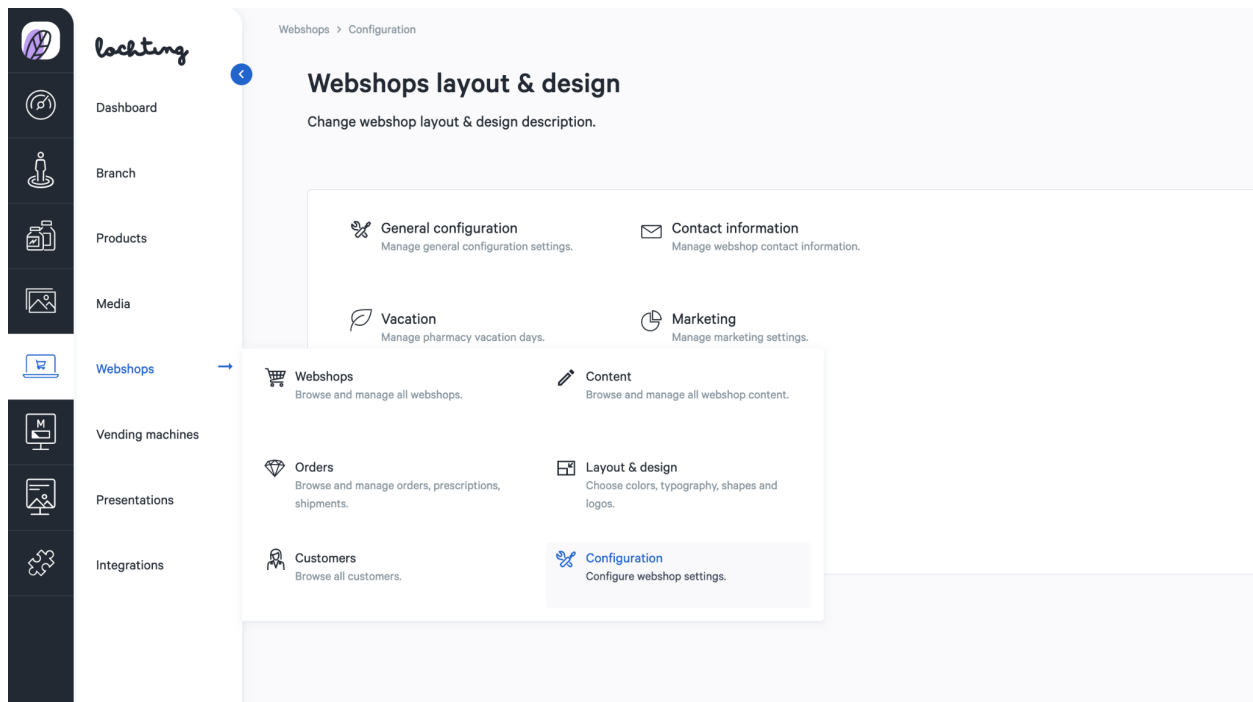 lochting
Dashboard
Branch
Products
Media
Webshops
Vending machines
Presentations
Integrations
M
Webshops > Configuration
Webshops layout & design
Change webshop layout & design description.
General configuration
Manage general configuration settings.
Contact information
Manage webshop contact information.
Vacation
Manage pharmacy vacation days.
Marketing
Manage marketing settings.
Webshops
Browse and manage all webshops.
Content
Browse and manage all webshop content.
Orders
Browse and manage orders, prescriptions,
shipments.
Layout & design
Choose colors, typography, shapes and
logos.
Customers
Browse all customers.
Configuration
Configure webshop settings.